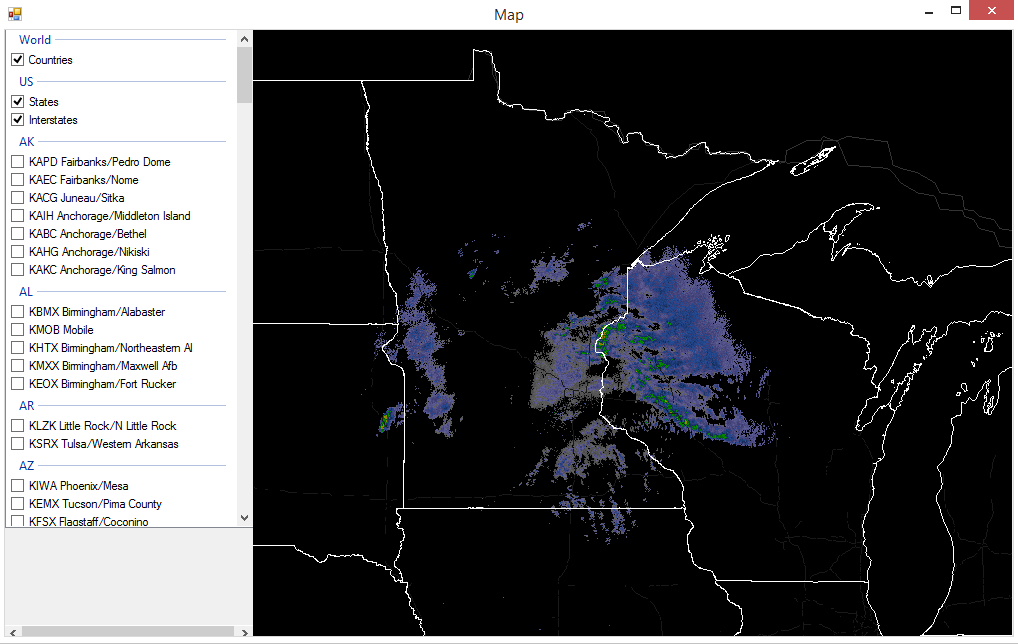 Map
World
Countries
US
States
Interstates
AK
KAPD Fairbanks/Pedro Dome
KAEC Fairbanks/Nome
KACG Juneau/Sitka
KAIH Anchorage/Middleton Island
KABC Anchorage/Bethel
KAHG Anchorage/Nikiski
KAKC Anchorage/King Salmon
AL
KBMX Birmingham/Alabaster
KMOB Mobile
KHTX Birmingham/Northeastern Al
KMXX Birmingham/Maxwell Afb
KEOX Birmingham/Fort Rucker
AR
KLZK Little Rock/N Little Rock
KSRX Tulsa/Western Arkansas
AZ
KIWA Phoenix/Mesa
KEMX Tucson/Pima County
KFSX Flagstaff/Coconino